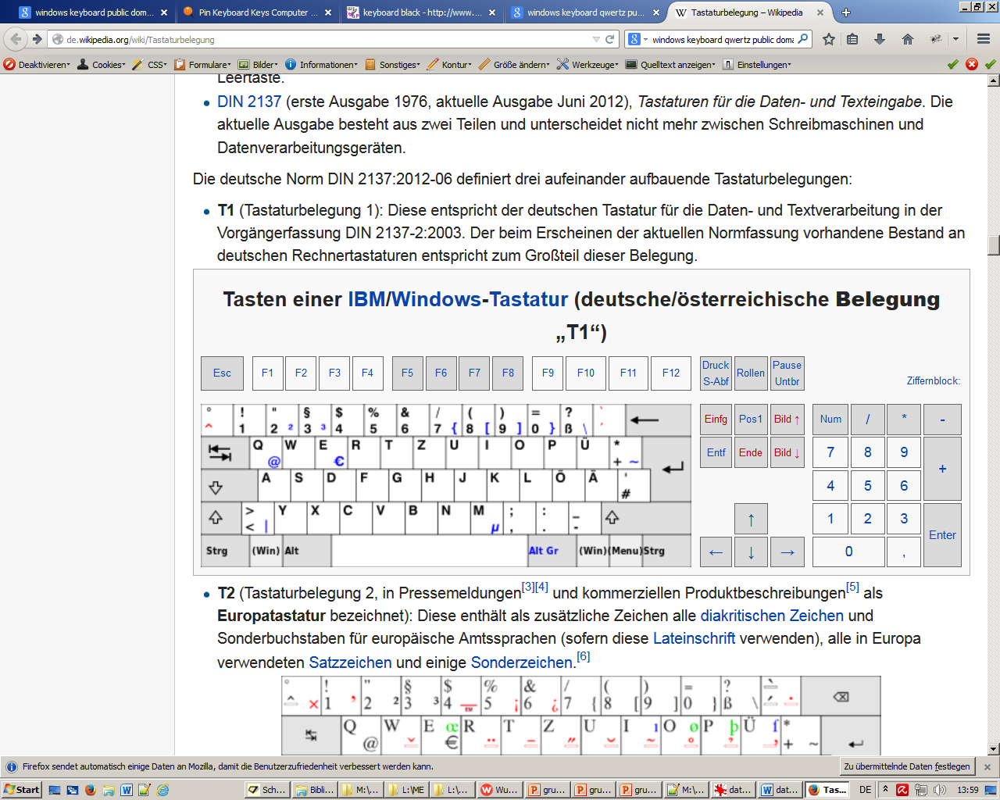 windows keyboard public dom...
Pin Keyboard Keys Computer ...
keyboard black - http://www. ...
windows keyboard qwertz pu...
Tastaturbelegung – Wikipedia
de.wikipedia.org/wiki/Tastaturbelegung
windows keyboard qwertz public doma
Deaktivieren Cookies CSS Formulare Bilder Informationen Sonstiges Kontur Größe ändern Werkzeuge Quelltext anzeigen Einstellungen
Leertaste.
DIN 2137 (erste Ausgabe 1976, aktuelle Ausgabe Juni 2012), Tastaturen für die Daten- und Texteingabe. Die
aktuelle Ausgabe besteht aus zwei Teilen und unterscheidet nicht mehr zwischen Schreibmaschinen und
Datenverarbeitungsgeräten.
Die deutsche Norm DIN 2137:2012-06 definiert drei aufeinander aufbauende Tastaturbelegungen:
T1 (Tastaturbelegung 1): Diese entspricht der deutschen Tastatur für die Daten- und Textverarbeitung in der
Vorgängerfassung DIN 2137-2:2003. Der beim Erscheinen der aktuellen Normfassung vorhandene Bestand an
deutschen Rechnertastaturen entspricht zum Großteil dieser Belegung.
Tasten einer IBM/Windows-Tastatur (deutsche/österreichische Belegung
„T1“)
Esc F1 F2 F3 F4 F5 F6 F7 F8 F9 F10 F11 F12 Druck S-Abf Rollen Pause Untbr Ziffernblock:
° ! " § $ % & / ( ) = ? `
^ 1 2 ² 3 ³ 4 5 6 7 { 8 [ 9 ] 0 } ß \ ´
Einfg Pos1 Bild ↑ Num / * -
Q @ W E € R T Z U I O P Ü * + ~
Entf Ende Bild ↓ 7 8 9 +
A S D F G H J K L Ö Ä ' #
4 5 6
> < | Y X C V B N M µ ; , : . _ -
↑ 1 2 3 Enter
Strg (Win) Alt Alt Gr (Win) (Menu) Strg
← ↓ → 0 ,
T2 (Tastaturbelegung 2, in Pressemeldungen[3][4] und kommerziellen Produktbeschreibungen[5] als
Europatastatur bezeichnet): Diese enthält als zusätzliche Zeichen alle diakritischen Zeichen und
Sonderbuchstaben für europäische Amtssprachen (sofern diese Lateinschrift verwenden), alle in Europa
verwendeten Satzzeichen und einige Sonderzeichen.[6]
° ! " § $ % & / ( ) = ? `
^ × 1 ’ 2 ² 3 ³ 4 5 ¡ 6 ¿ 7 { 8 [ 9 ] 0 } ß \ ´
Q @ W E œ € R T Z U I ı O ø P þ Ü * + ~
Firefox sendet automatisch einige Daten an Mozilla, damit die Benutzerzufriedenheit verbessert werden kann.
Zu übermittelnde Daten festlegen
Start Sch... Bibli... M:\... L:\ME L:\... Wu... gru... gru... gru... M:\... dat... dat... Tas... DE 13:59